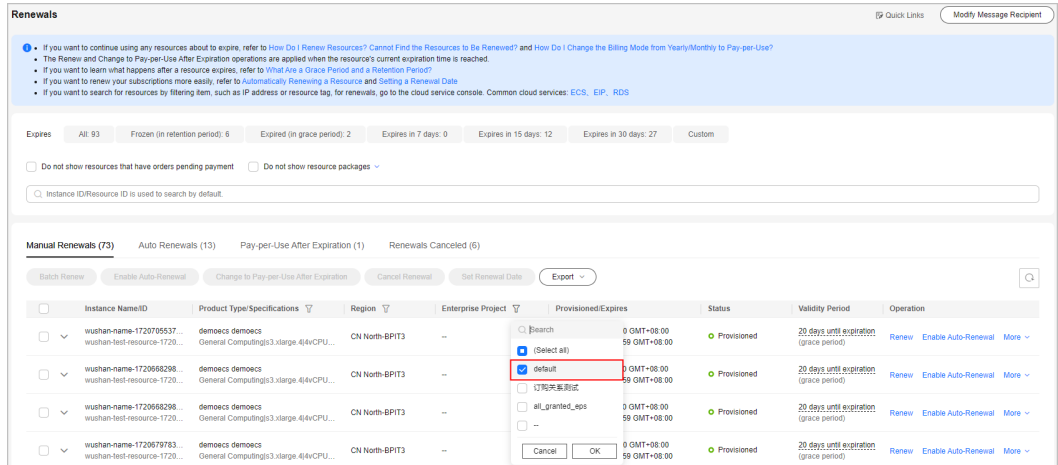 Renewals
Quick Links
Modify Message Recipient
• If you want to continue using any resources about to expire, refer to How Do I Renew Resources? Cannot Find the Resources to Be Renewed? and How Do I Change the Billing Mode from Yearly/Monthly to Pay-per-Use?
• The Renew and Change to Pay-per-Use After Expiration operations are applied when the resource's current expiration time is reached.
• If you want to learn what happens after a resource expires, refer to What Are a Grace Period and a Retention Period?
• If you want to renew your subscriptions more easily, refer to Automatically Renewing a Resource and Setting a Renewal Date
• If you want to search for resources by filtering item, such as IP address or resource tag, for renewals, go to the cloud service console. Common cloud services: ECS、EIP、RDS
Expires All: 93 Frozen (in retention period): 6 Expired (in grace period): 2 Expires in 7 days: 0 Expires in 15 days: 12 Expires in 30 days: 27 Custom
Do not show resources that have orders pending payment Do not show resource packages
Instance ID/Resource ID is used to search by default.
Manual Renewals (73) Auto Renewals (13) Pay-per-Use After Expiration (1) Renewals Canceled (6)
Batch Renew Enable Auto-Renewal Change to Pay-per-Use After Expiration Cancel Renewal Set Renewal Date Export
Instance Name/ID Product Type/Specifications Region Enterprise Project Provisioned/Expires Status Validity Period Operation
wushan-name-1720705537... demoecs demoecs CN North-BPIT3 -- 0 GMT+08:00 Provisioned 20 days until expiration Renew Enable Auto-Renewal More
wushan-test-resource-1720... General Computing|s3.xlarge.4|4vCPU... 59 GMT+08:00 (grace period)
wushan-name-1720668298... demoecs demoecs CN North-BPIT3 -- 0 GMT+08:00 Provisioned 20 days until expiration Renew Enable Auto-Renewal More
wushan-test-resource-1720... General Computing|s3.xlarge.4|4vCPU... 59 GMT+08:00 (grace period)
wushan-name-1720668298... demoecs demoecs CN North-BPIT3 -- 0 GMT+08:00 Provisioned 20 days until expiration Renew Enable Auto-Renewal More
wushan-test-resource-1720... General Computing|s3.xlarge.4|4vCPU... 59 GMT+08:00 (grace period)
wushan-name-1720679783... demoecs demoecs CN North-BPIT3 -- 0 GMT+08:00 Provisioned 20 days until expiration Renew Enable Auto-Renewal More
wushan-test-resource-1720... General Computing|s3.xlarge.4|4vCPU... 59 GMT+08:00 (grace period)
Search
(Select all)
default
订购关系测试
all_granted_eps
--
Cancel OK